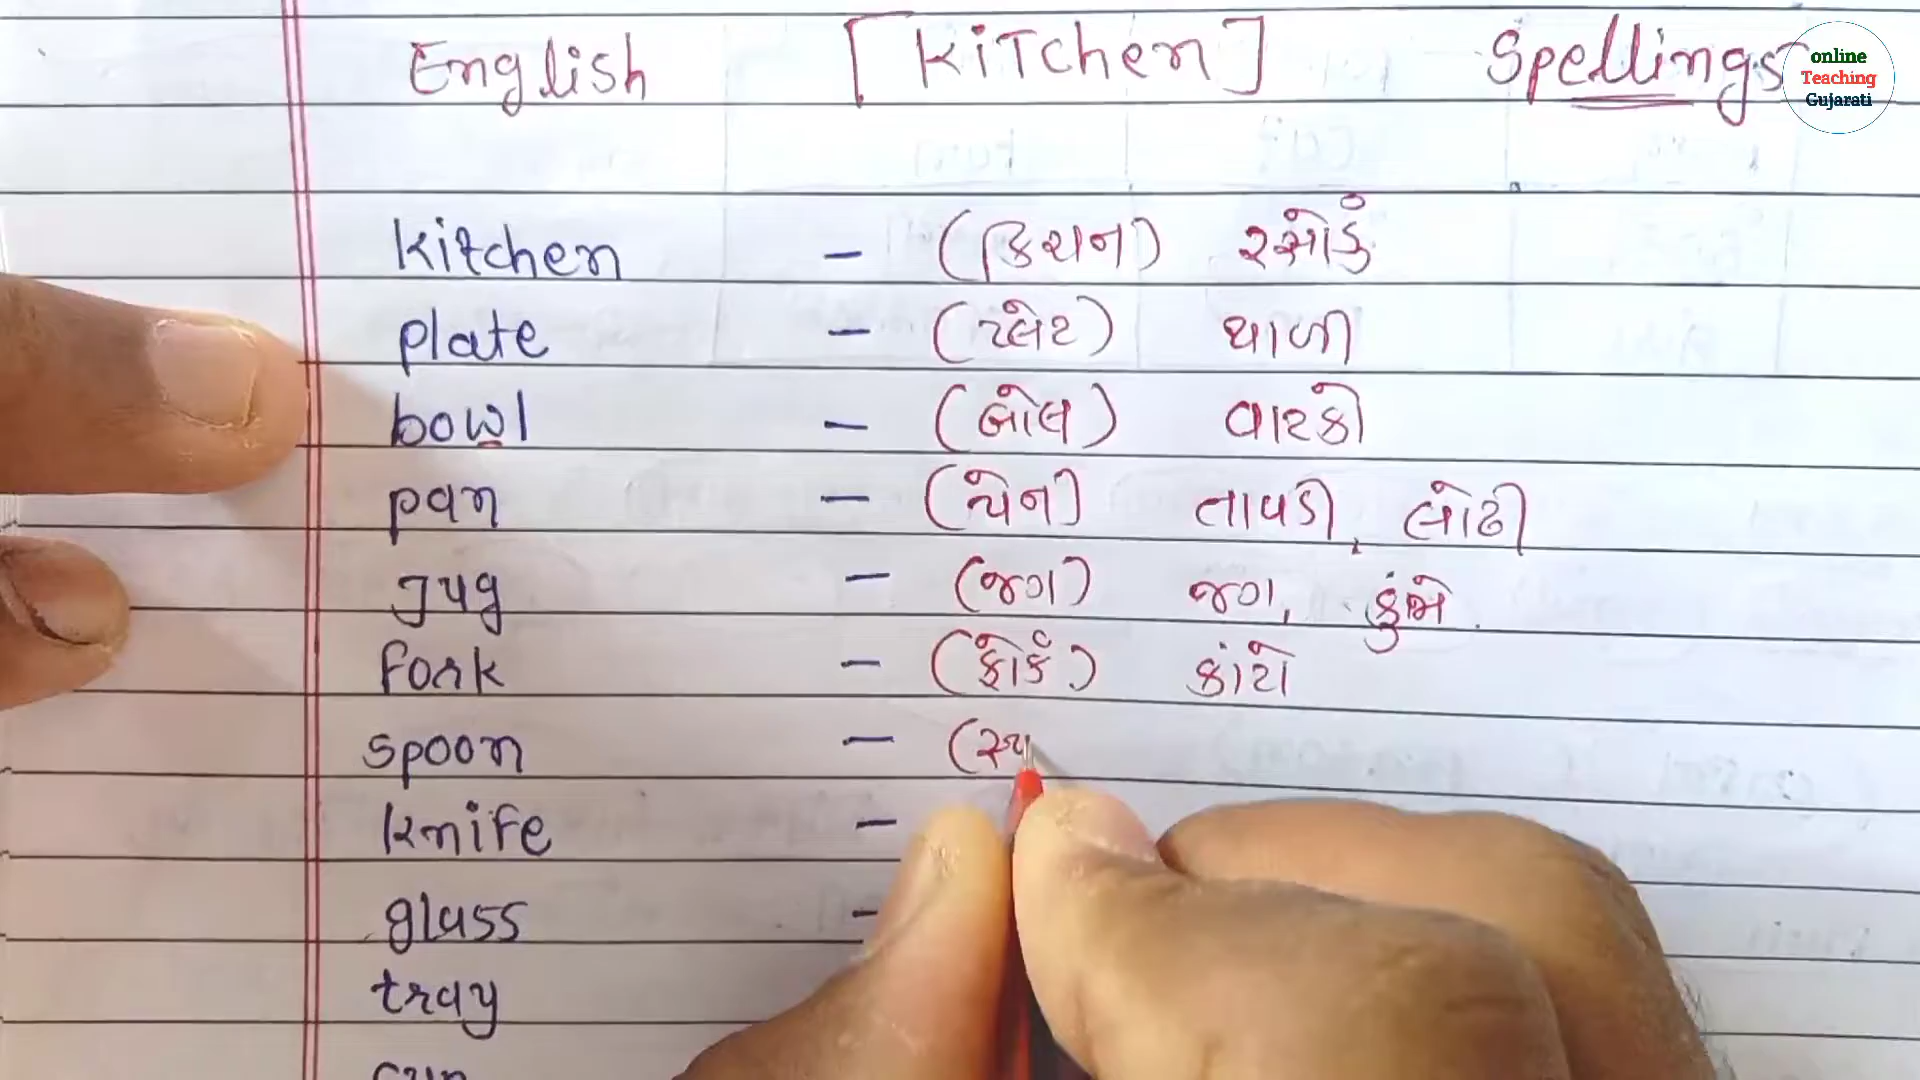 English [Kitchen] Spellings
online
Teaching
Gujarati
kitchen - (કિચન) રસોડું
plate - (પ્લેટ) થાળી
bowl - (બોલ) વાટકો
pan - (પેન) તાવડી, લોઢી
Jug - (જગ) જગ, કુંજો.
fork - (ફોર્ક) કાંટો
spoon - (સ્પ
knife -
glass -
tray
cup